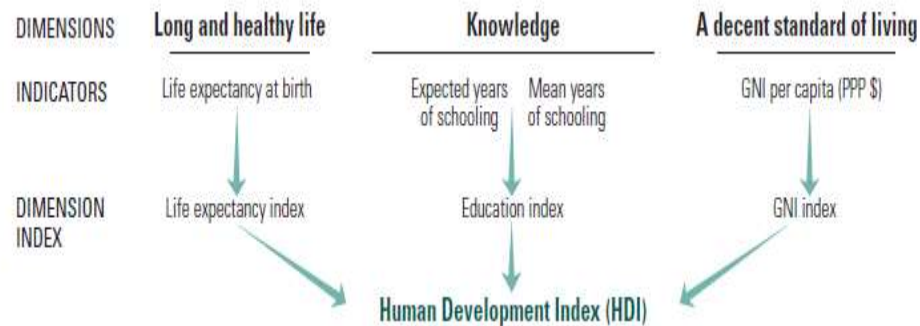 DIMENSIONS Long and healthy life Knowledge A decent standard of living
INDICATORS Life expectancy at birth Expected years Mean years GNI per capita (PPP $)
of schooling of schooling
DIMENSION Life expectancy index Education index GNI index
INDEX
Human Development Index (HDI)